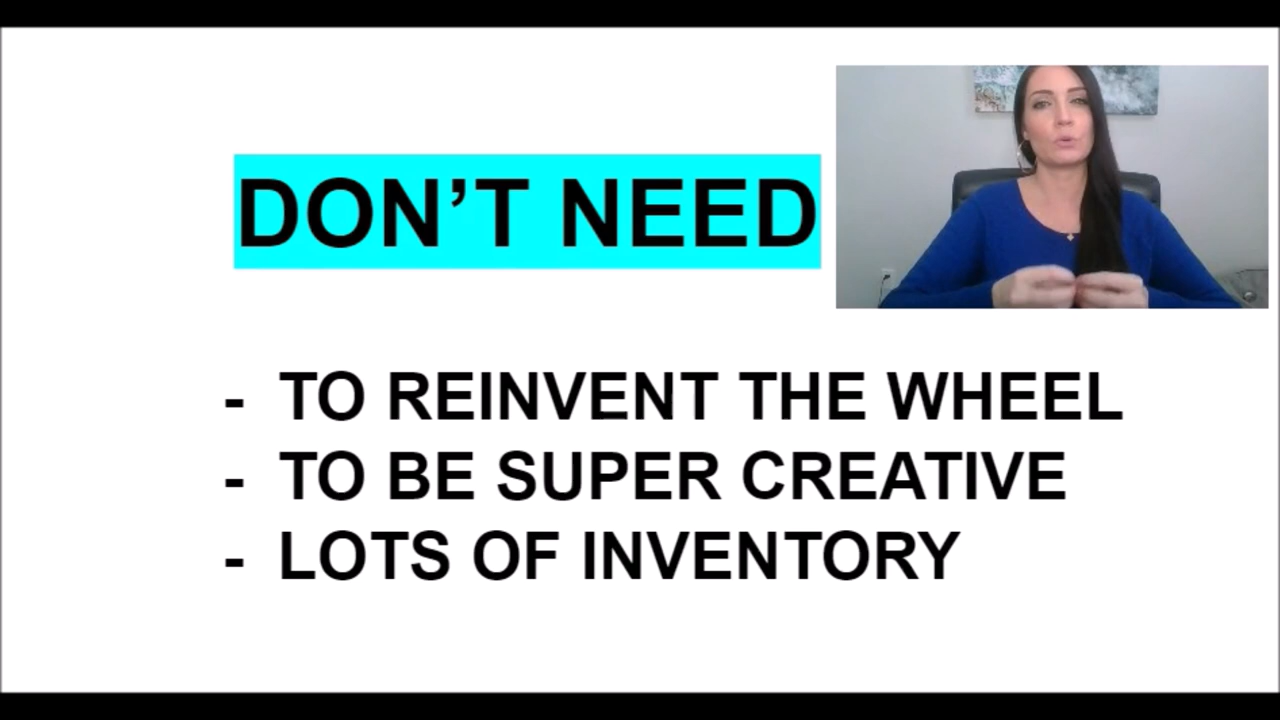 DON’T NEED
- TO REINVENT THE WHEEL
- TO BE SUPER CREATIVE
- LOTS OF INVENTORY